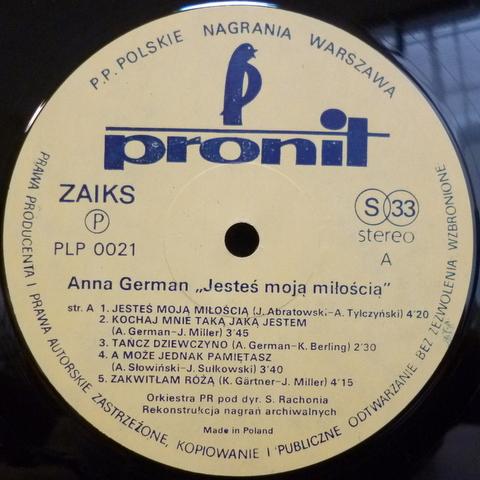 P.P. POLSKIE NAGRANIA WARSZAWA
pronit
ZAIKS
P
PLP 0021
S 33
stereo
A
Anna German „Jesteś moją miłością”
str. A 1. JESTEŚ MOJĄ MIŁOŚCIĄ (J. Abratowski–A. Tylczyński) 4'20
2. KOCHAJ MNIE TAKĄ JAKĄ JESTEM
(A. German–J. Miller) 3'45
3. TAŃCZ DZIEWCZYNO (A. German–K. Berling) 2'30
4. A MOŻE JEDNAK PAMIĘTASZ
(A. Słowiński–J. Sułkowski) 3'40
5. ZAKWITŁAM RÓŻĄ (K. Gärtner–J. Miller) 4'15
Orkiestra PR pod dyr. S. Rachonia
Rekonstrukcja nagrań archiwalnych
Made in Poland
PRAWA PRODUCENTA I PRAWA AUTORSKIE ZASTRZEŻONE, KOPIOWANIE I PUBLICZNE ODTWARZANIE BEZ ZEZWOLENIA WZBRONIONE